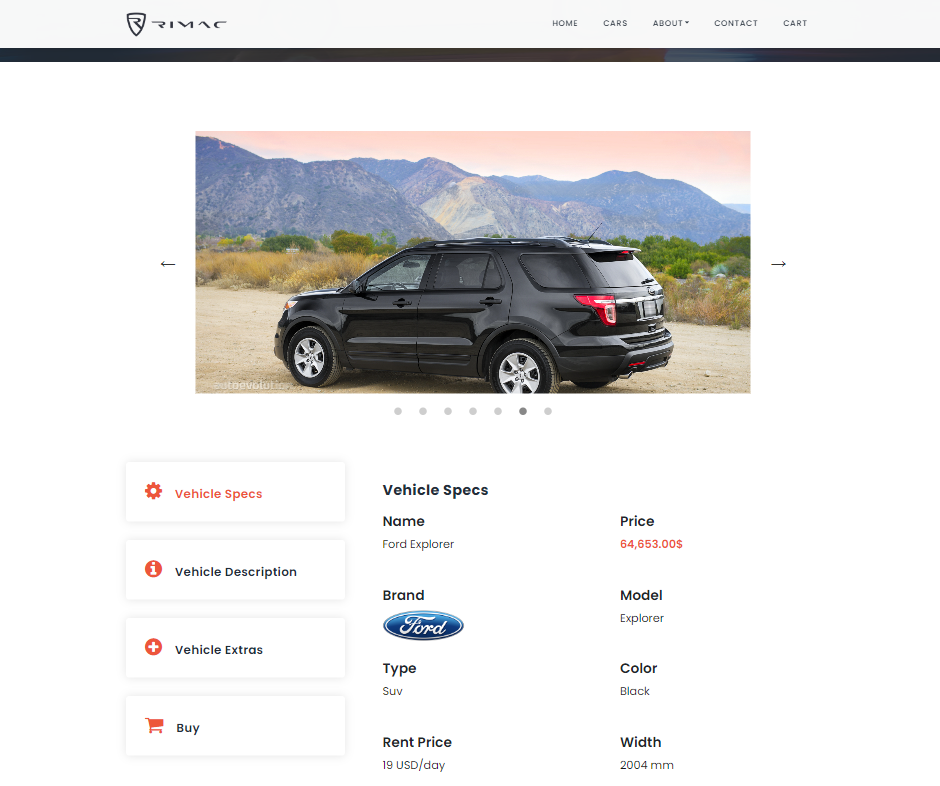 RIMAC
HOME CARS ABOUT CONTACT CART
autoevolution
Vehicle Specs
Vehicle Description
Vehicle Extras
Buy
Vehicle Specs
Name
Ford Explorer
Price
64,653.00$
Brand
Ford
Model
Explorer
Type
Suv
Color
Black
Rent Price
19 USD/day
Width
2004 mm